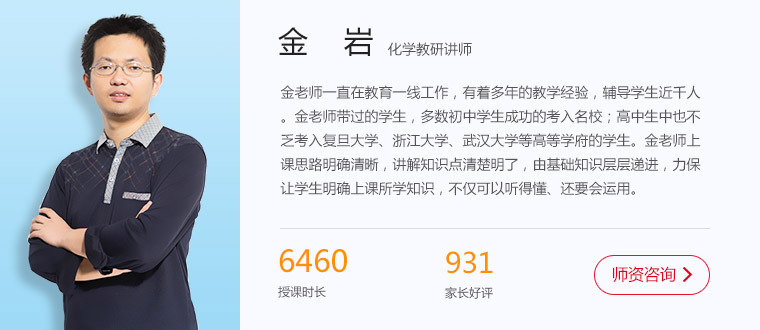 金 岩 化学教研讲师
金老师一直在教育一线工作，有着多年的教学经验，辅导学生近千人
。金老师带过的学生，多数初中学生成功的考入名校；高中生中也不
乏考入复旦大学、浙江大学、武汉大学等高等学府的学生。金老师上
课思路明确清晰，讲解知识点清楚明了，由基础知识层层递进，力保
让学生明确上课所学知识，不仅可以听得懂、还要会运用。
6460 931
授课时长 家长好评
师资咨询 >